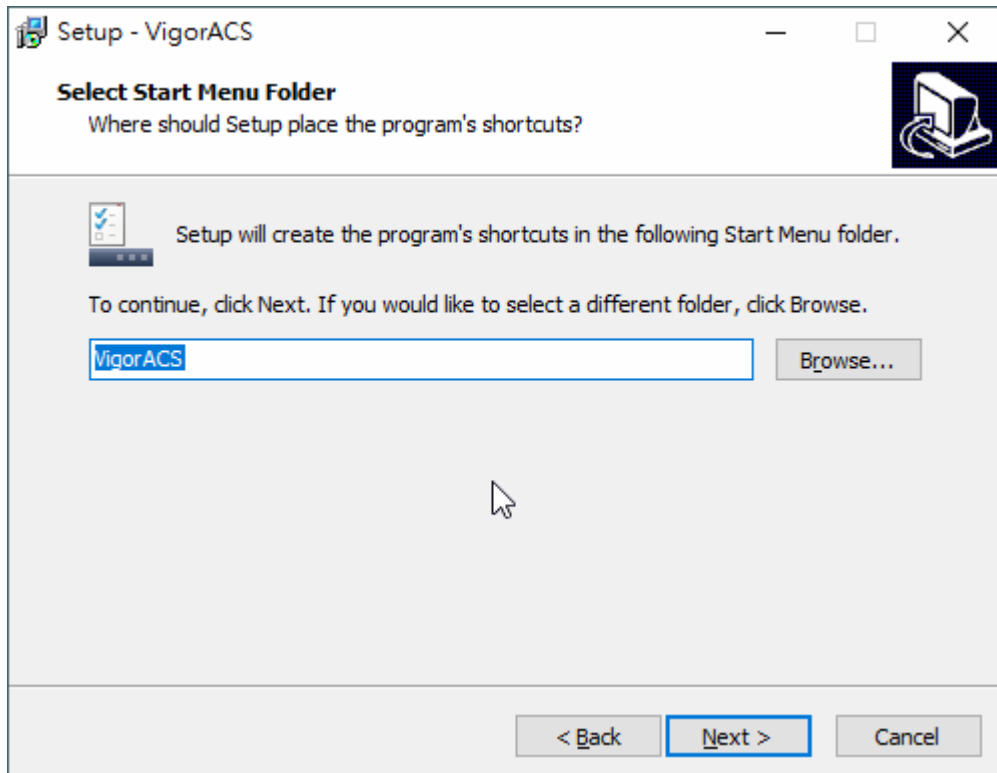 Setup - VigorACS
Select Start Menu Folder
Where should Setup place the program's shortcuts?
Setup will create the program's shortcuts in the following Start Menu folder.
To continue, click Next. If you would like to select a different folder, click Browse.
VigorACS
Browse...
< Back
Next >
Cancel